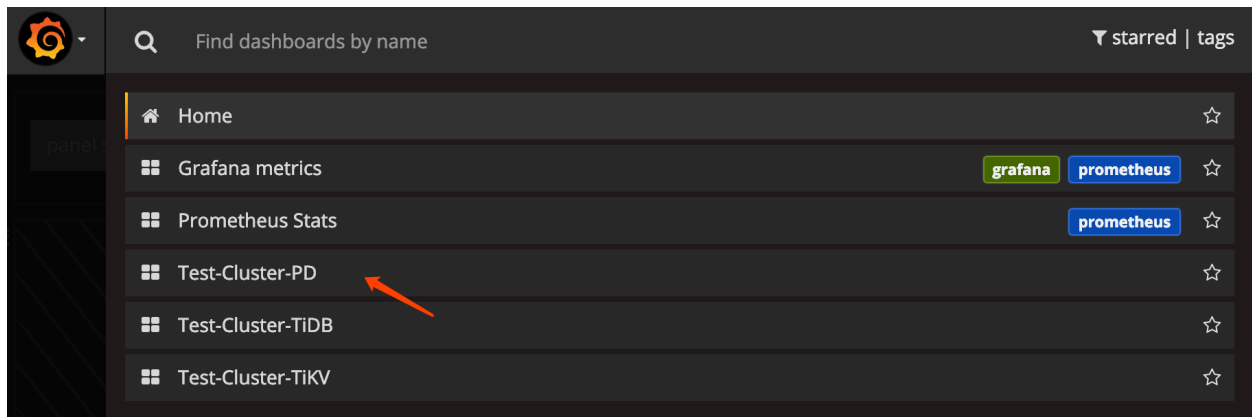 Find dashboards by name
starred | tags
panel s
Home
Grafana metrics grafana prometheus
Prometheus Stats prometheus
Test-Cluster-PD
Test-Cluster-TiDB
Test-Cluster-TiKV